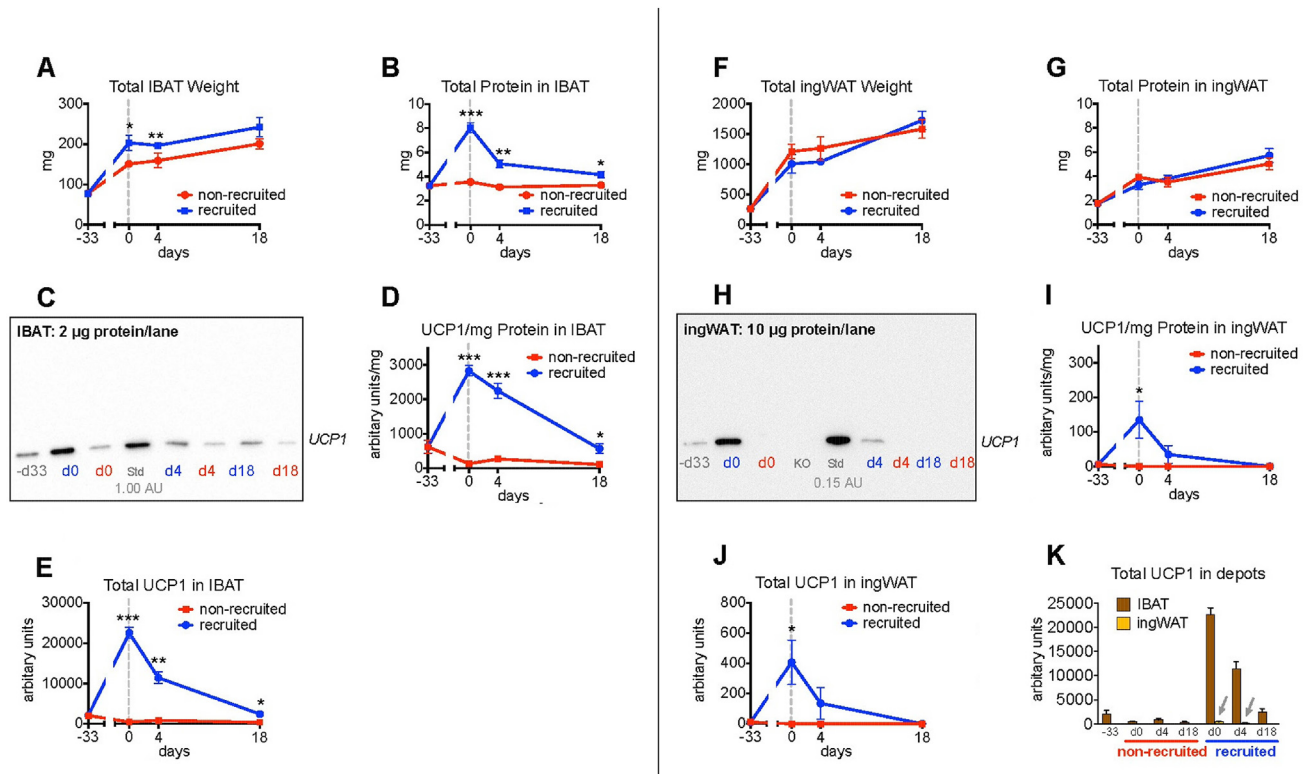 A
Total IBAT Weight
300
200
100
0
mg
*
**
non-recruited
recruited
-33
0
4
18
days
B
Total Protein in IBAT
10
8
6
4
2
0
mg
***
**
*
non-recruited
recruited
-33
0
4
18
days
C
IBAT: 2 µg protein/lane
UCP1
-d33
d0
d0
Std
d4
d4
d18
d18
1.00 AU
D
UCP1/mg Protein in IBAT
3000
2000
1000
0
arbitary units/mg
***
***
*
non-recruited
recruited
-33
0
4
18
days
E
Total UCP1 in IBAT
30000
20000
10000
0
arbitary units
***
**
*
non-recruited
recruited
-33
0
4
18
days
F
Total ingWAT Weight
2000
1500
1000
500
0
mg
non-recruited
recruited
-33
0
4
18
days
G
Total Protein in ingWAT
10
8
6
4
2
0
mg
non-recruited
recruited
-33
0
4
18
days
H
ingWAT: 10 µg protein/lane
UCP1
-d33
d0
d0
KO
Std
d4
d4
d18
d18
0.15 AU
I
UCP1/mg Protein in ingWAT
300
200
100
0
arbitary units/mg
*
non-recruited
recruited
-33
0
4
18
days
J
Total UCP1 in ingWAT
800
600
400
200
0
arbitary units
*
non-recruited
recruited
-33
0
4
18
days
K
Total UCP1 in depots
25000
20000
15000
10000
5000
0
arbitary units
IBAT
ingWAT
-33
d0
d4
d18
d0
d4
d18
non-recruited
recruited